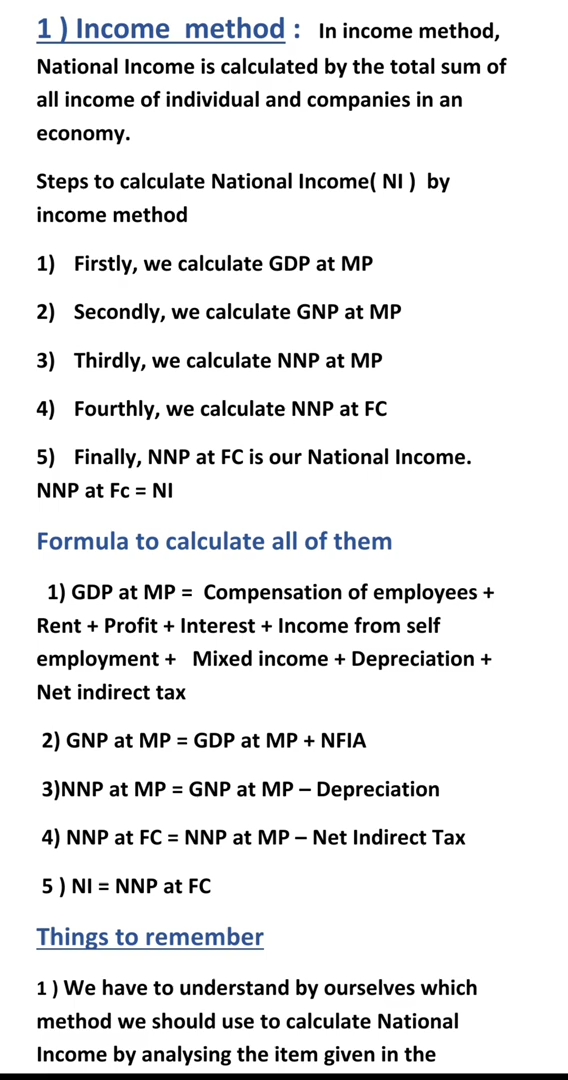 1 ) Income method : In income method,
National Income is calculated by the total sum of
all income of individual and companies in an
economy.
Steps to calculate National Income( NI ) by
income method
1) Firstly, we calculate GDP at MP
2) Secondly, we calculate GNP at MP
3) Thirdly, we calculate NNP at MP
4) Fourthly, we calculate NNP at FC
5) Finally, NNP at FC is our National Income.
NNP at Fc = NI
Formula to calculate all of them
1) GDP at MP = Compensation of employees +
Rent + Profit + Interest + Income from self
employment + Mixed income + Depreciation +
Net indirect tax
2) GNP at MP = GDP at MP + NFIA
3)NNP at MP = GNP at MP – Depreciation
4) NNP at FC = NNP at MP – Net Indirect Tax
5 ) NI = NNP at FC
Things to remember
1 ) We have to understand by ourselves which
method we should use to calculate National
Income by analysing the item given in the